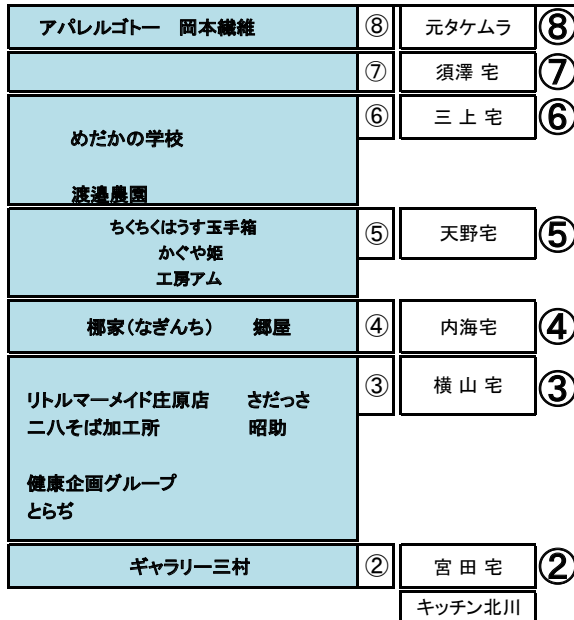 アパレルゴトー 岡本繊維 ⑧ 元タケムラ ⑧
⑦ 須澤 宅 ⑦
⑥ 三 上 宅 ⑥
めだかの学校
渡邉農園
ちくちくはうす玉手箱 ⑤ 天野宅 ⑤
かぐや姫
工房アム
梛家(なぎんち) 郷屋 ④ 内海宅 ④
③ 横 山 宅 ③
リトルマーメイド庄原店 さだっさ
二八そば加工所 昭助
健康企画グループ
とらぢ
ギャラリー三村 ② 宮 田 宅 ②
キッチン北川